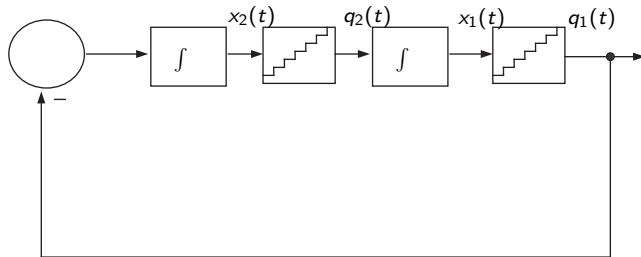 x₂(t) q₂(t) x₁(t) q₁(t)
∫ ∫
−